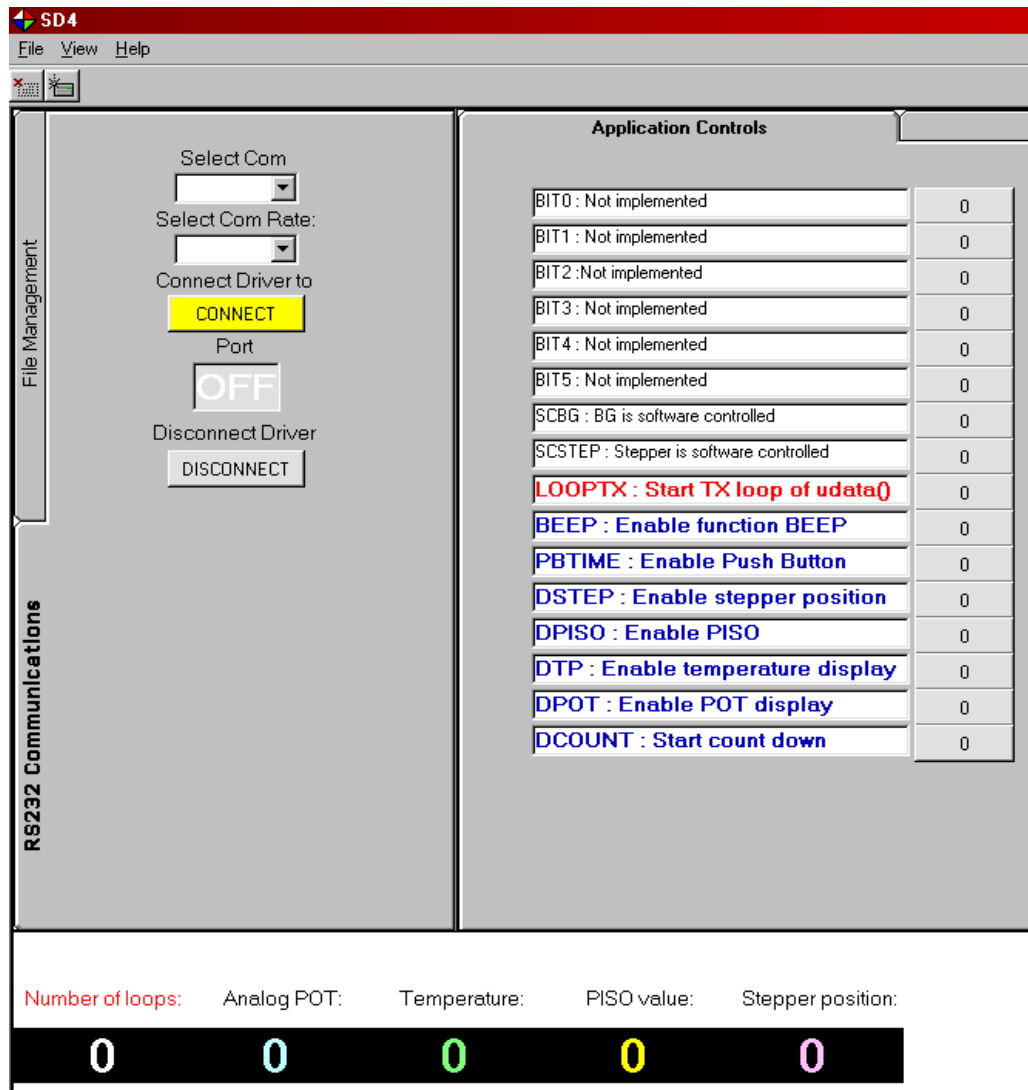 SD4
File View Help
File Management
RS232 Communications
Select Com
Select Com Rate:
Connect Driver to
CONNECT
Port
OFF
Disconnect Driver
DISCONNECT
Application Controls
BIT0 : Not implemented 0
BIT1 : Not implemented 0
BIT2 :Not implemented 0
BIT3 : Not implemented 0
BIT4 : Not implemented 0
BIT5 : Not implemented 0
SCBG : BG is software controlled 0
SCSTEP : Stepper is software controlled 0
LOOPTX : Start TX loop of udata() 0
BEEP : Enable function BEEP 0
PBTIME : Enable Push Button 0
DSTEP : Enable stepper position 0
DPISO : Enable PISO 0
DTP : Enable temperature display 0
DPOT : Enable POT display 0
DCOUNT : Start count down 0
Number of loops: Analog POT: Temperature: PISO value: Stepper position:
0 0 0 0 0